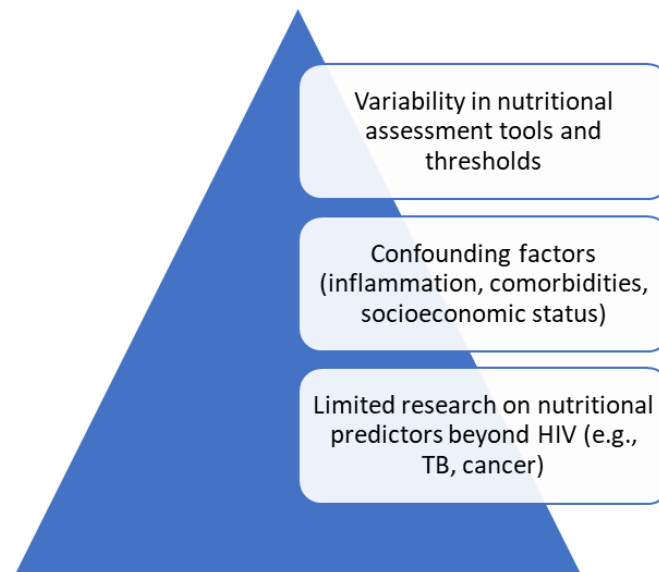 Variability in nutritional
assessment tools and
thresholds
Confounding factors
(inflammation, comorbidities,
socioeconomic status)
Limited research on nutritional
predictors beyond HIV (e.g.,
TB, cancer)